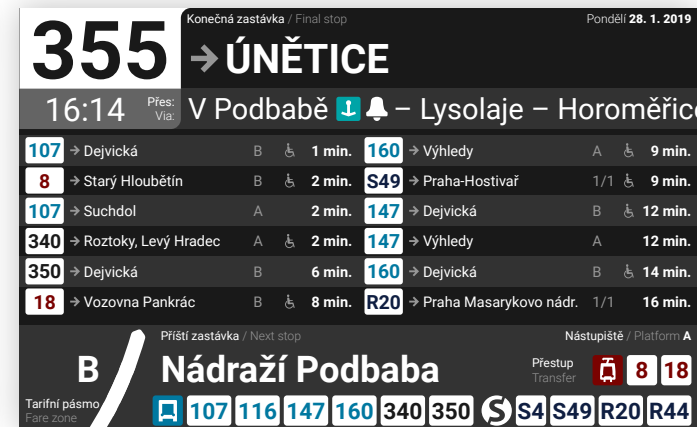 355
Konečná zastávka / Final stop
Pondělí 28. 1. 2019
→ ÚNĚTICE
16:14
Přes:
Via:
V Podbabě – Lysolaje – Horoměřice
107 → Dejvická B 1 min.
8 → Starý Hloubětín B 2 min.
107 → Suchdol A 2 min.
340 → Roztoky, Levý Hradec A 2 min.
350 → Dejvická B 6 min.
18 → Vozovna Pankrác B 8 min.
160 → Výhledy A 9 min.
S49 → Praha-Hostivař 1/1 9 min.
147 → Dejvická B 12 min.
147 → Výhledy A 12 min.
160 → Dejvická B 14 min.
R20 → Praha Masarykovo nádr. 1/1 16 min.
B
Tarifní pásmo
Fare zone
Příští zastávka / Next stop
Nádraží Podbaba
Nástupiště / Platform A
Přestup
Transfer
8 18
107 116 147 160 340 350 S S4 S49 R20 R44